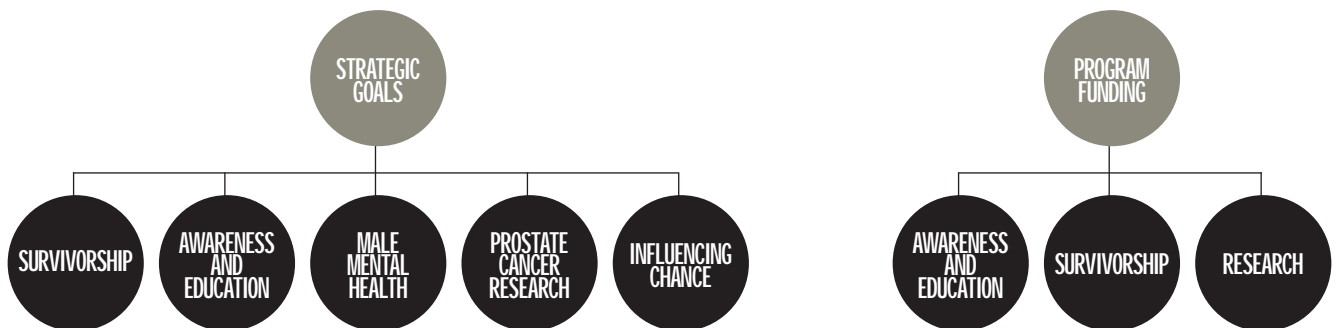 STRATEGIC
GOALS
PROGRAM
FUNDING
SURVIVORSHIP
AWARENESS
AND
EDUCATION
MALE
MENTAL
HEALTH
PROSTATE
CANCER
RESEARCH
INFLUENCING
CHANCE
AWARENESS
AND
EDUCATION
SURVIVORSHIP
RESEARCH